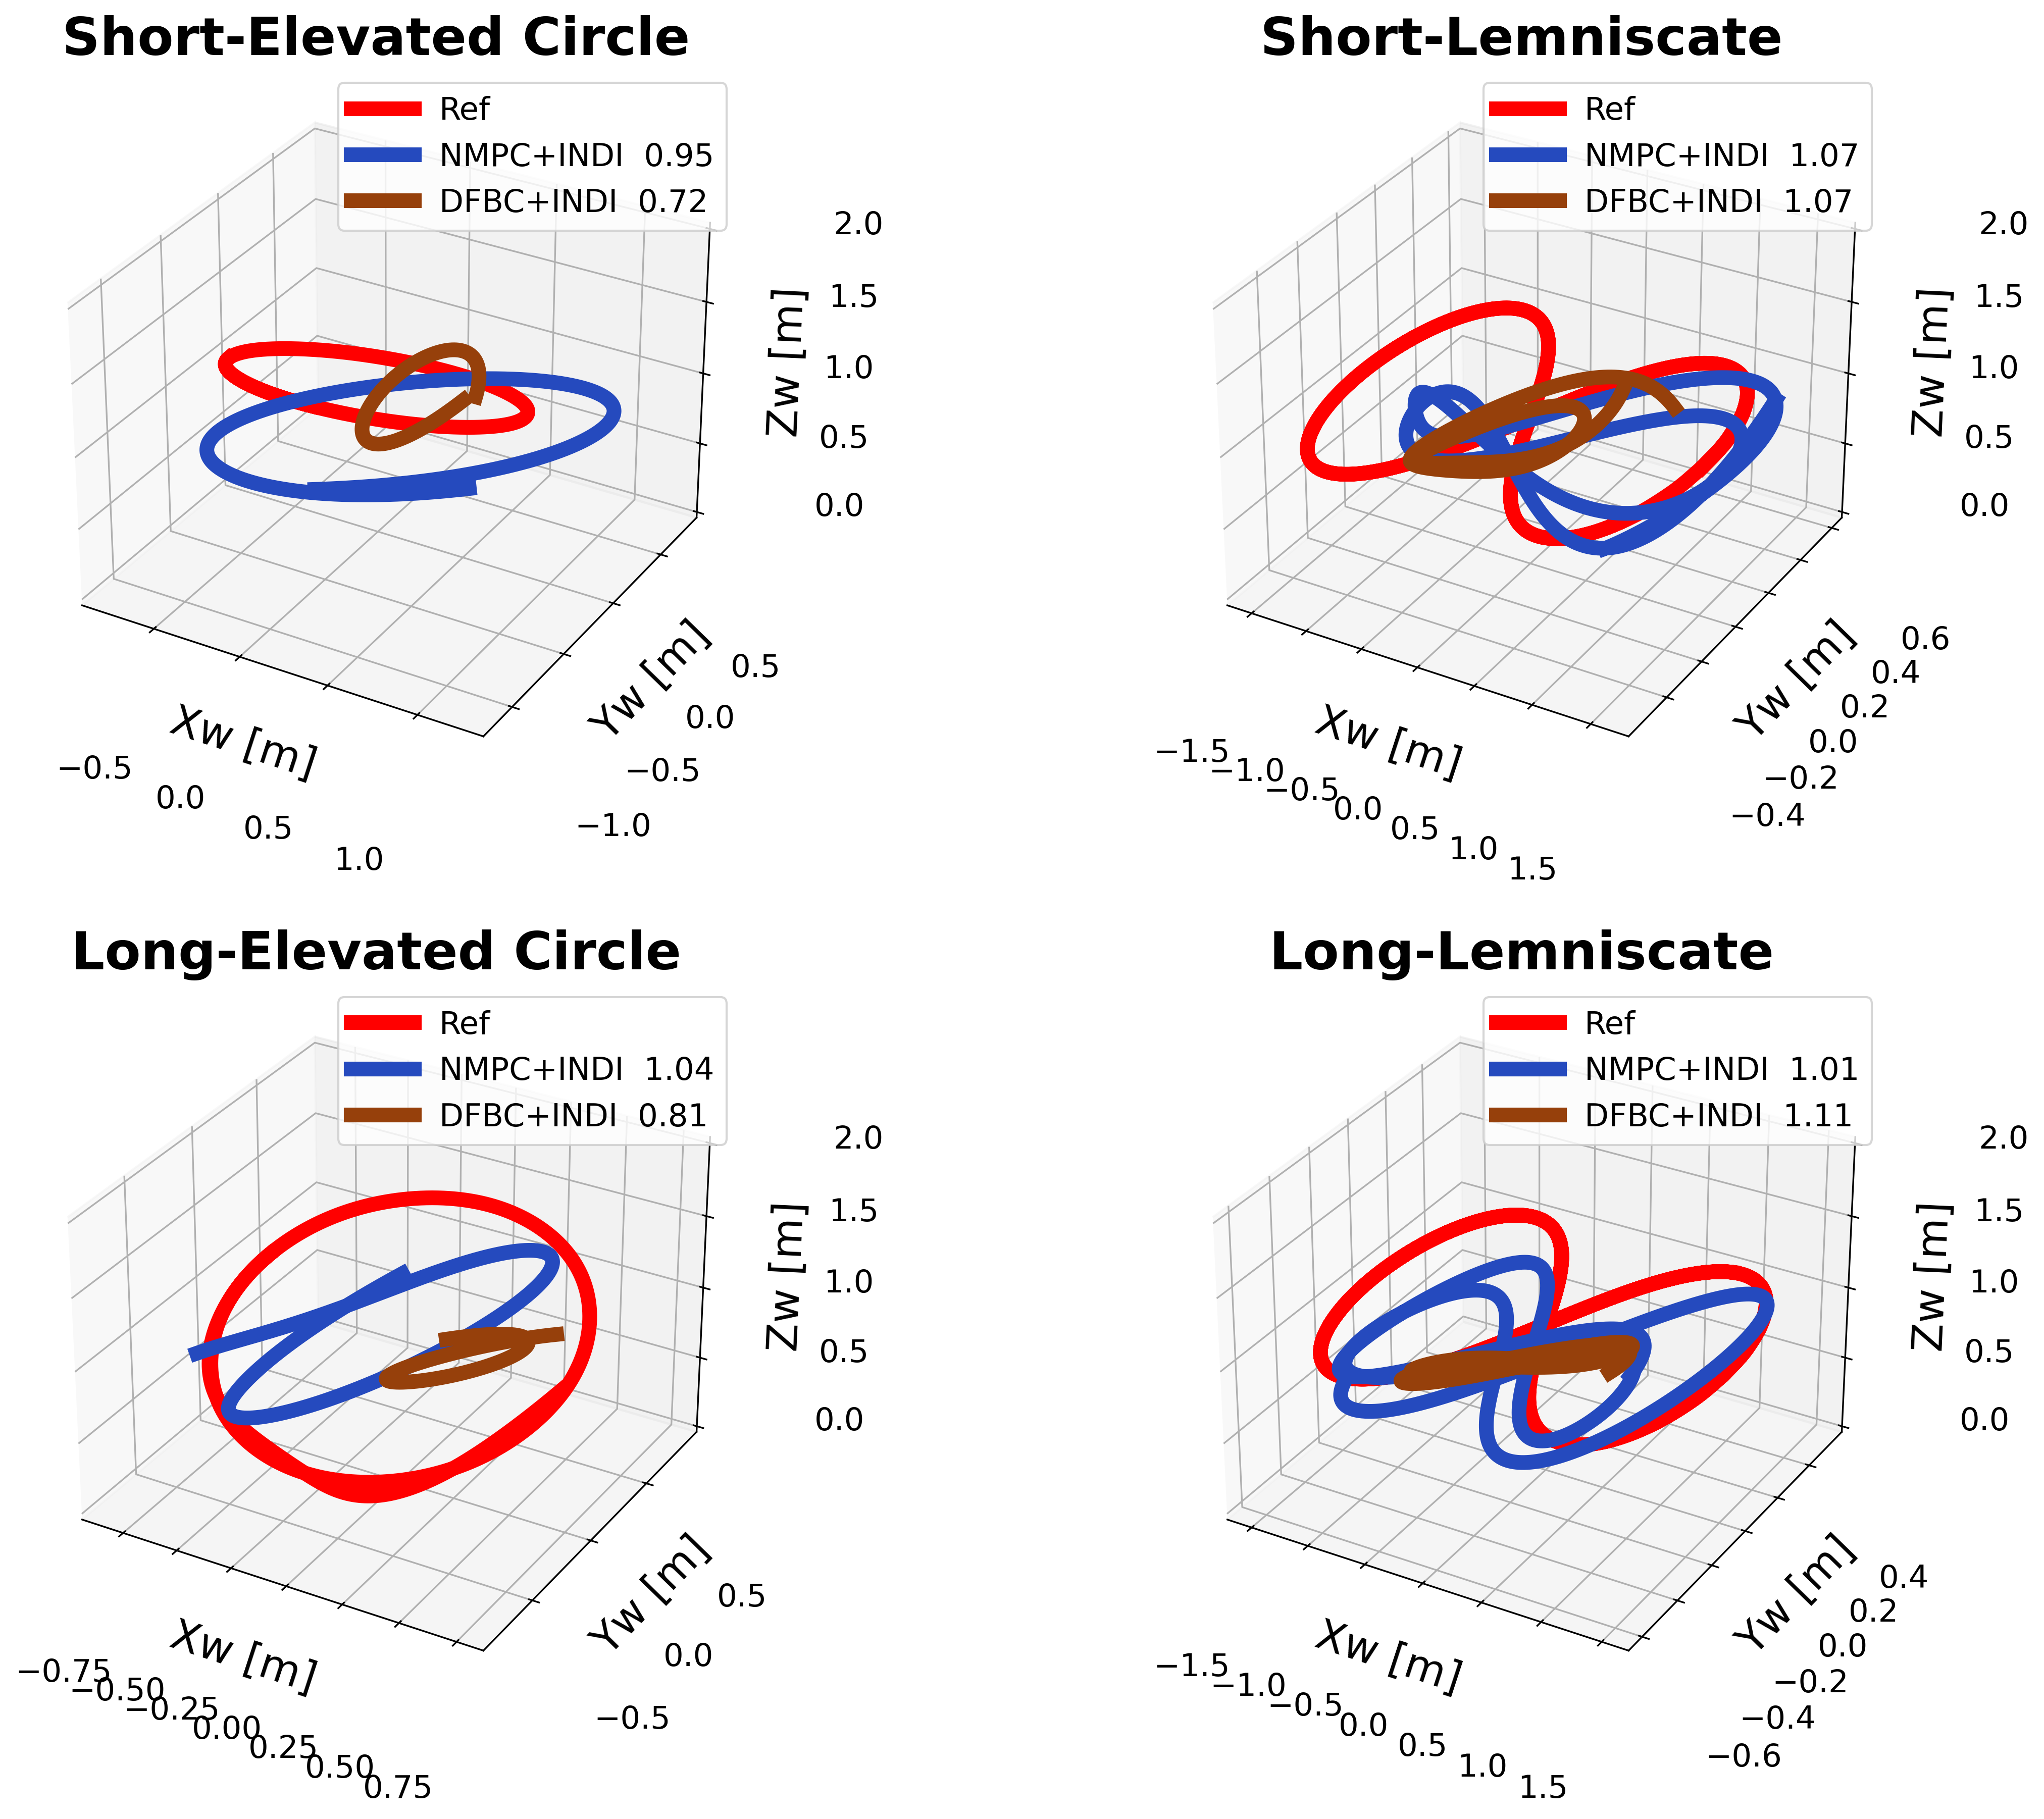 Short-Elevated Circle
Ref
NMPC+INDI 0.95
DFBC+INDI 0.72
Zw [m]
2.0
1.5
1.0
0.5
0.0
Yw [m]
0.5
0.0
−0.5
−1.0
Xw [m]
−0.5
0.0
0.5
1.0
Short-Lemniscate
Ref
NMPC+INDI 1.07
DFBC+INDI 1.07
Zw [m]
2.0
1.5
1.0
0.5
0.0
Yw [m]
0.6
0.4
0.2
0.0
−0.2
−0.4
Xw [m]
−1.5
−1.0
−0.5
0.0
0.5
1.0
1.5
Long-Elevated Circle
Ref
NMPC+INDI 1.04
DFBC+INDI 0.81
Zw [m]
2.0
1.5
1.0
0.5
0.0
Yw [m]
0.5
0.0
−0.5
Xw [m]
−0.75
−0.50
−0.25
0.00
0.25
0.50
0.75
Long-Lemniscate
Ref
NMPC+INDI 1.01
DFBC+INDI 1.11
Zw [m]
2.0
1.5
1.0
0.5
0.0
Yw [m]
0.4
0.2
0.0
−0.2
−0.4
−0.6
Xw [m]
−1.5
−1.0
−0.5
0.0
0.5
1.0
1.5